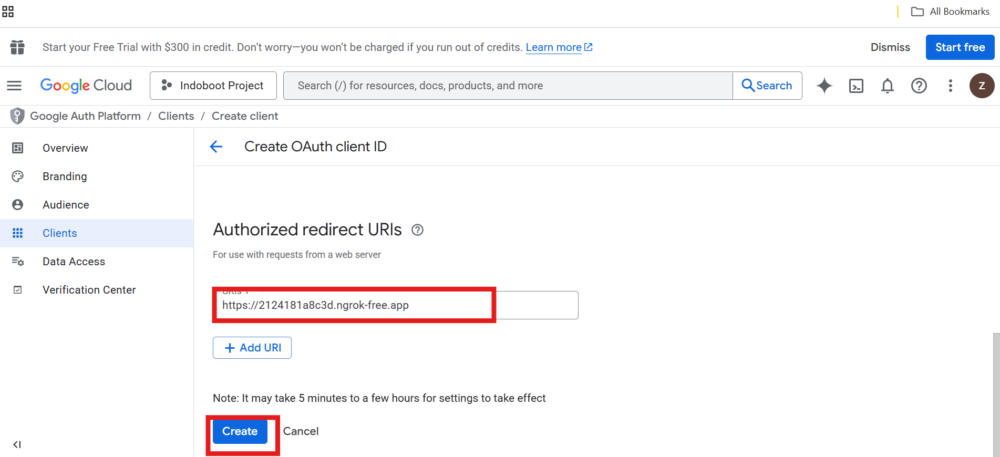 All Bookmarks
Start your Free Trial with $300 in credit. Don’t worry—you won’t be charged if you run out of credits. Learn more
Dismiss
Start free
Google Cloud
Indoboot Project
Search (/) for resources, docs, products, and more
Search
Z
Google Auth Platform / Clients / Create client
Overview
Branding
Audience
Clients
Data Access
Verification Center
Create OAuth client ID
Authorized redirect URIs
For use with requests from a web server
URIs 1
https://2124181a8c3d.ngrok-free.app
+ Add URI
Note: It may take 5 minutes to a few hours for settings to take effect
Create
Cancel